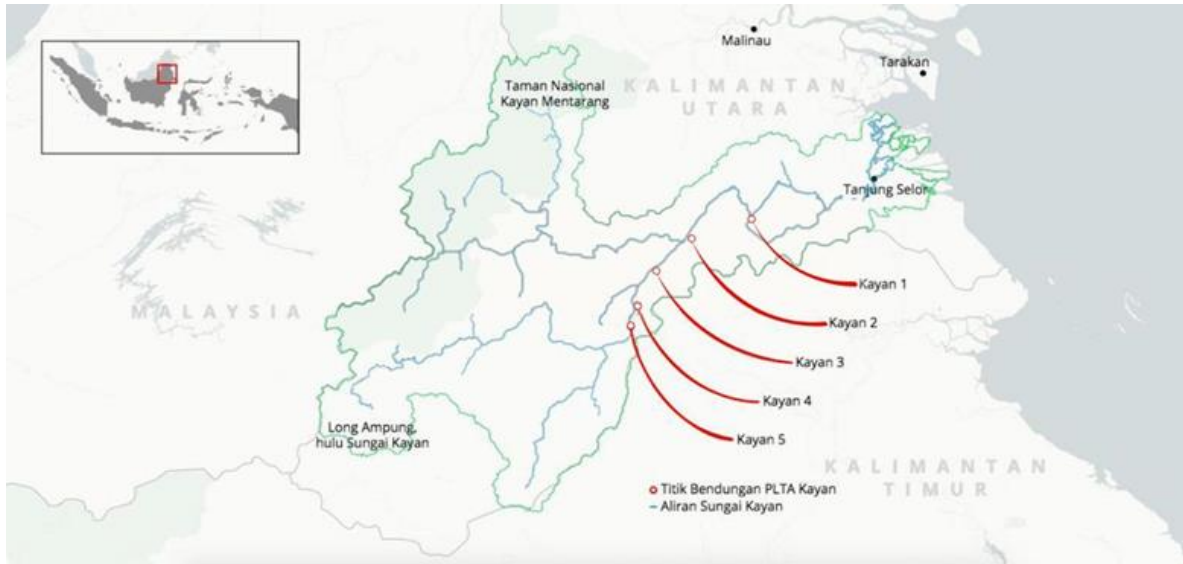 Malinau
Tarakan
Taman Nasional
Kayan Mentarang
KALIMANTAN
UTARA
Tanjung Selor
MALAYSIA
Kayan 1
Kayan 2
Kayan 3
Kayan 4
Kayan 5
Long Ampung,
hulu Sungai Kayan
KALIMANTAN
TIMUR
Titik Bendungan PLTA Kayan
Aliran Sungai Kayan